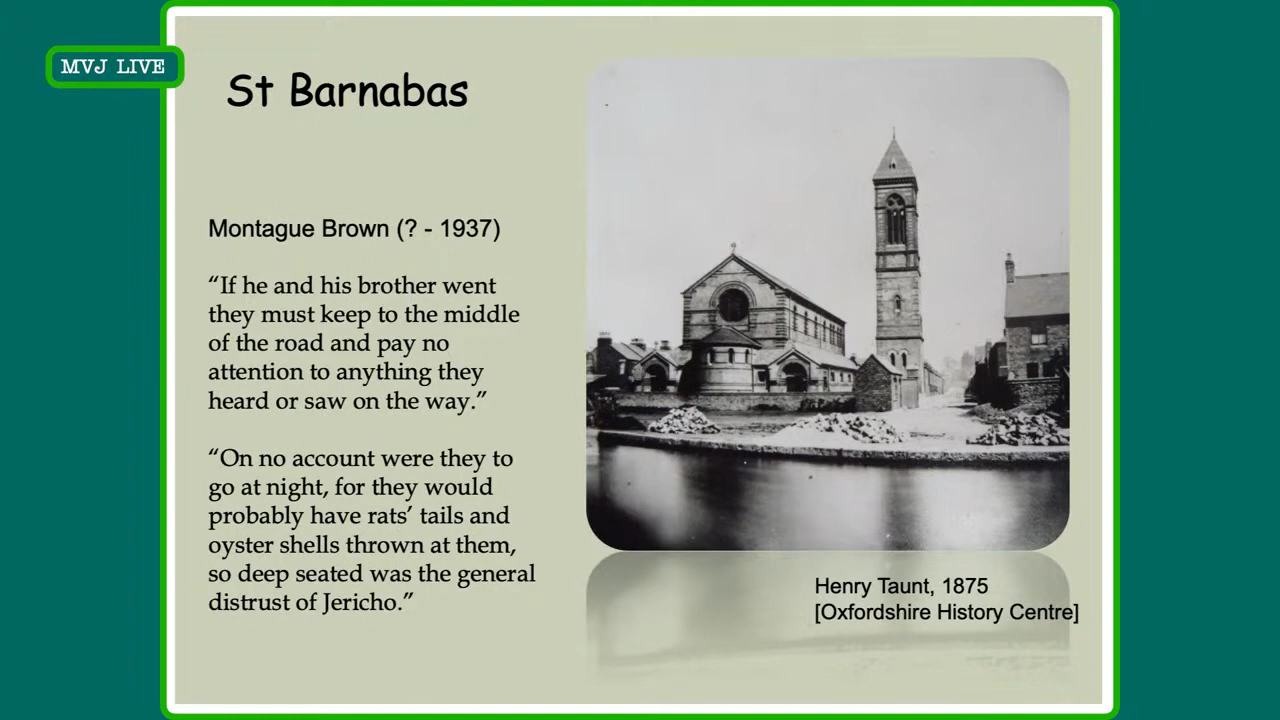 MVJ LIVE
St Barnabas
Montague Brown (? - 1937)
“If he and his brother went
they must keep to the middle
of the road and pay no
attention to anything they
heard or saw on the way.”
“On no account were they to
go at night, for they would
probably have rats’ tails and
oyster shells thrown at them,
so deep seated was the general
distrust of Jericho.”
Henry Taunt, 1875
[Oxfordshire History Centre]